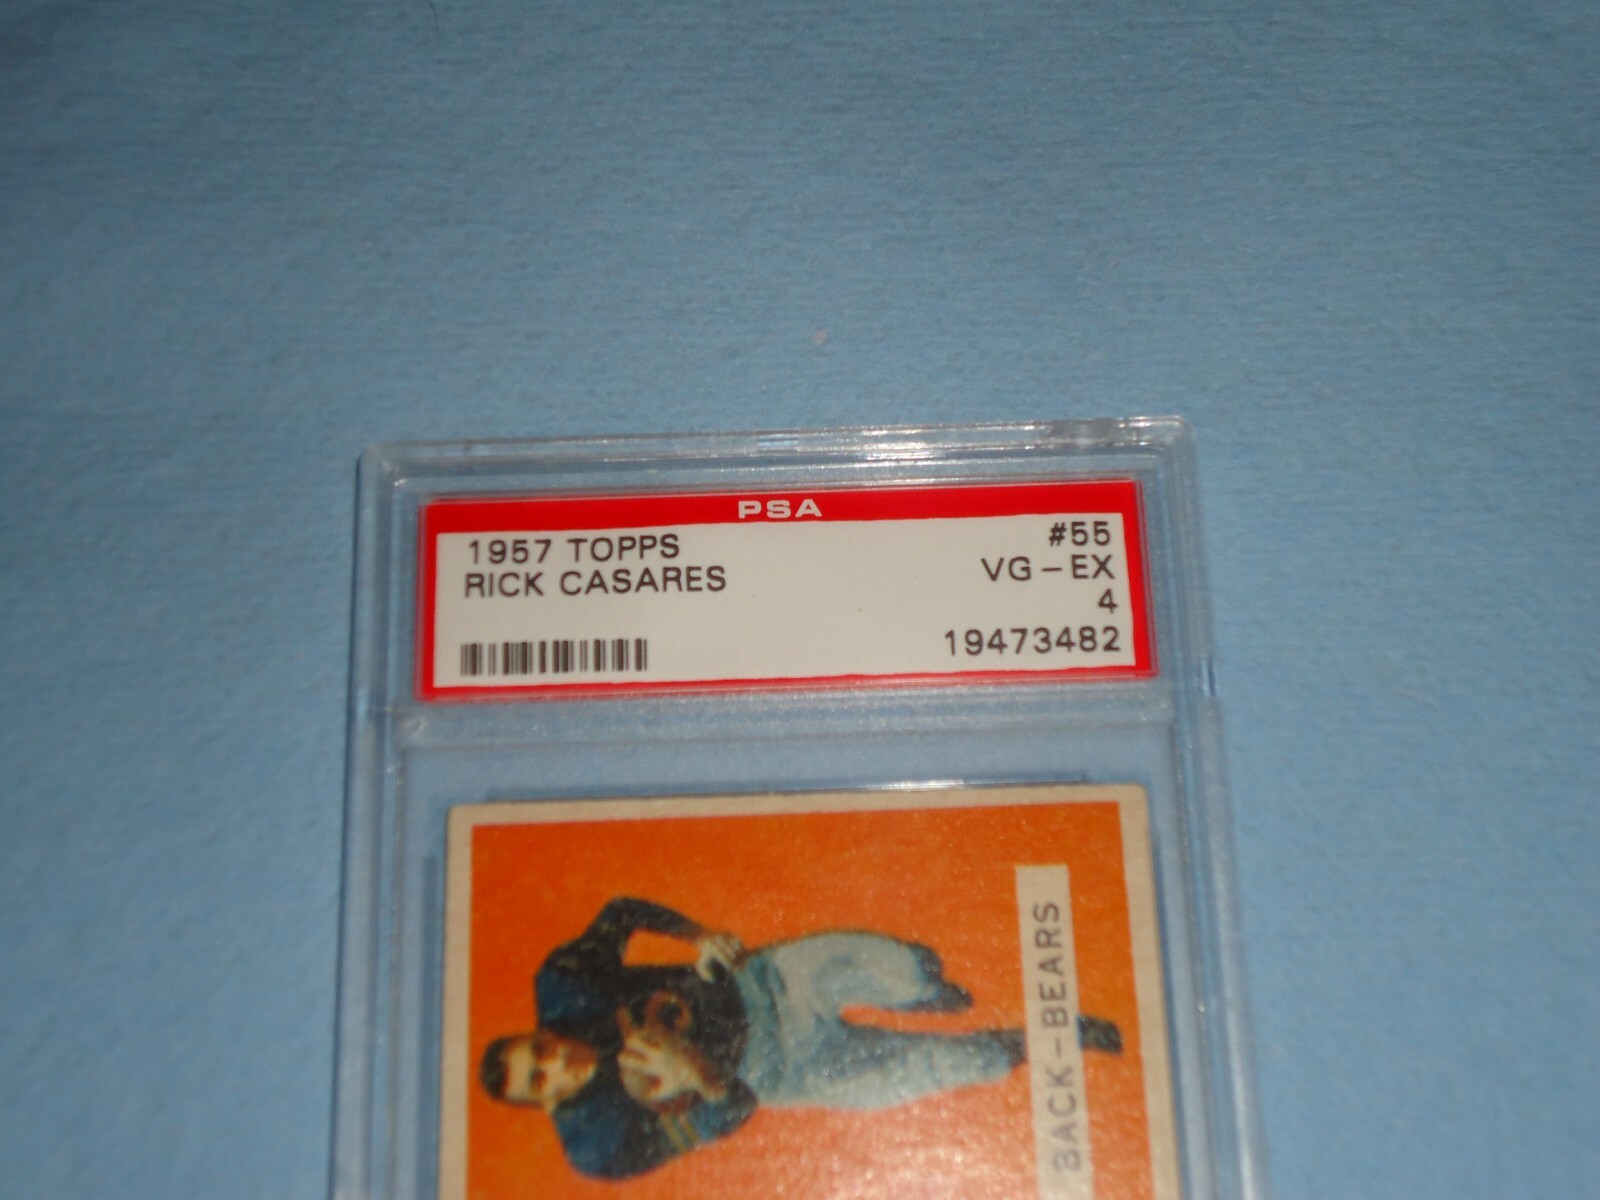 PSA
1957 TOPPS #55
RICK CASARES VG-EX
4
19473482
BACK-BEARS